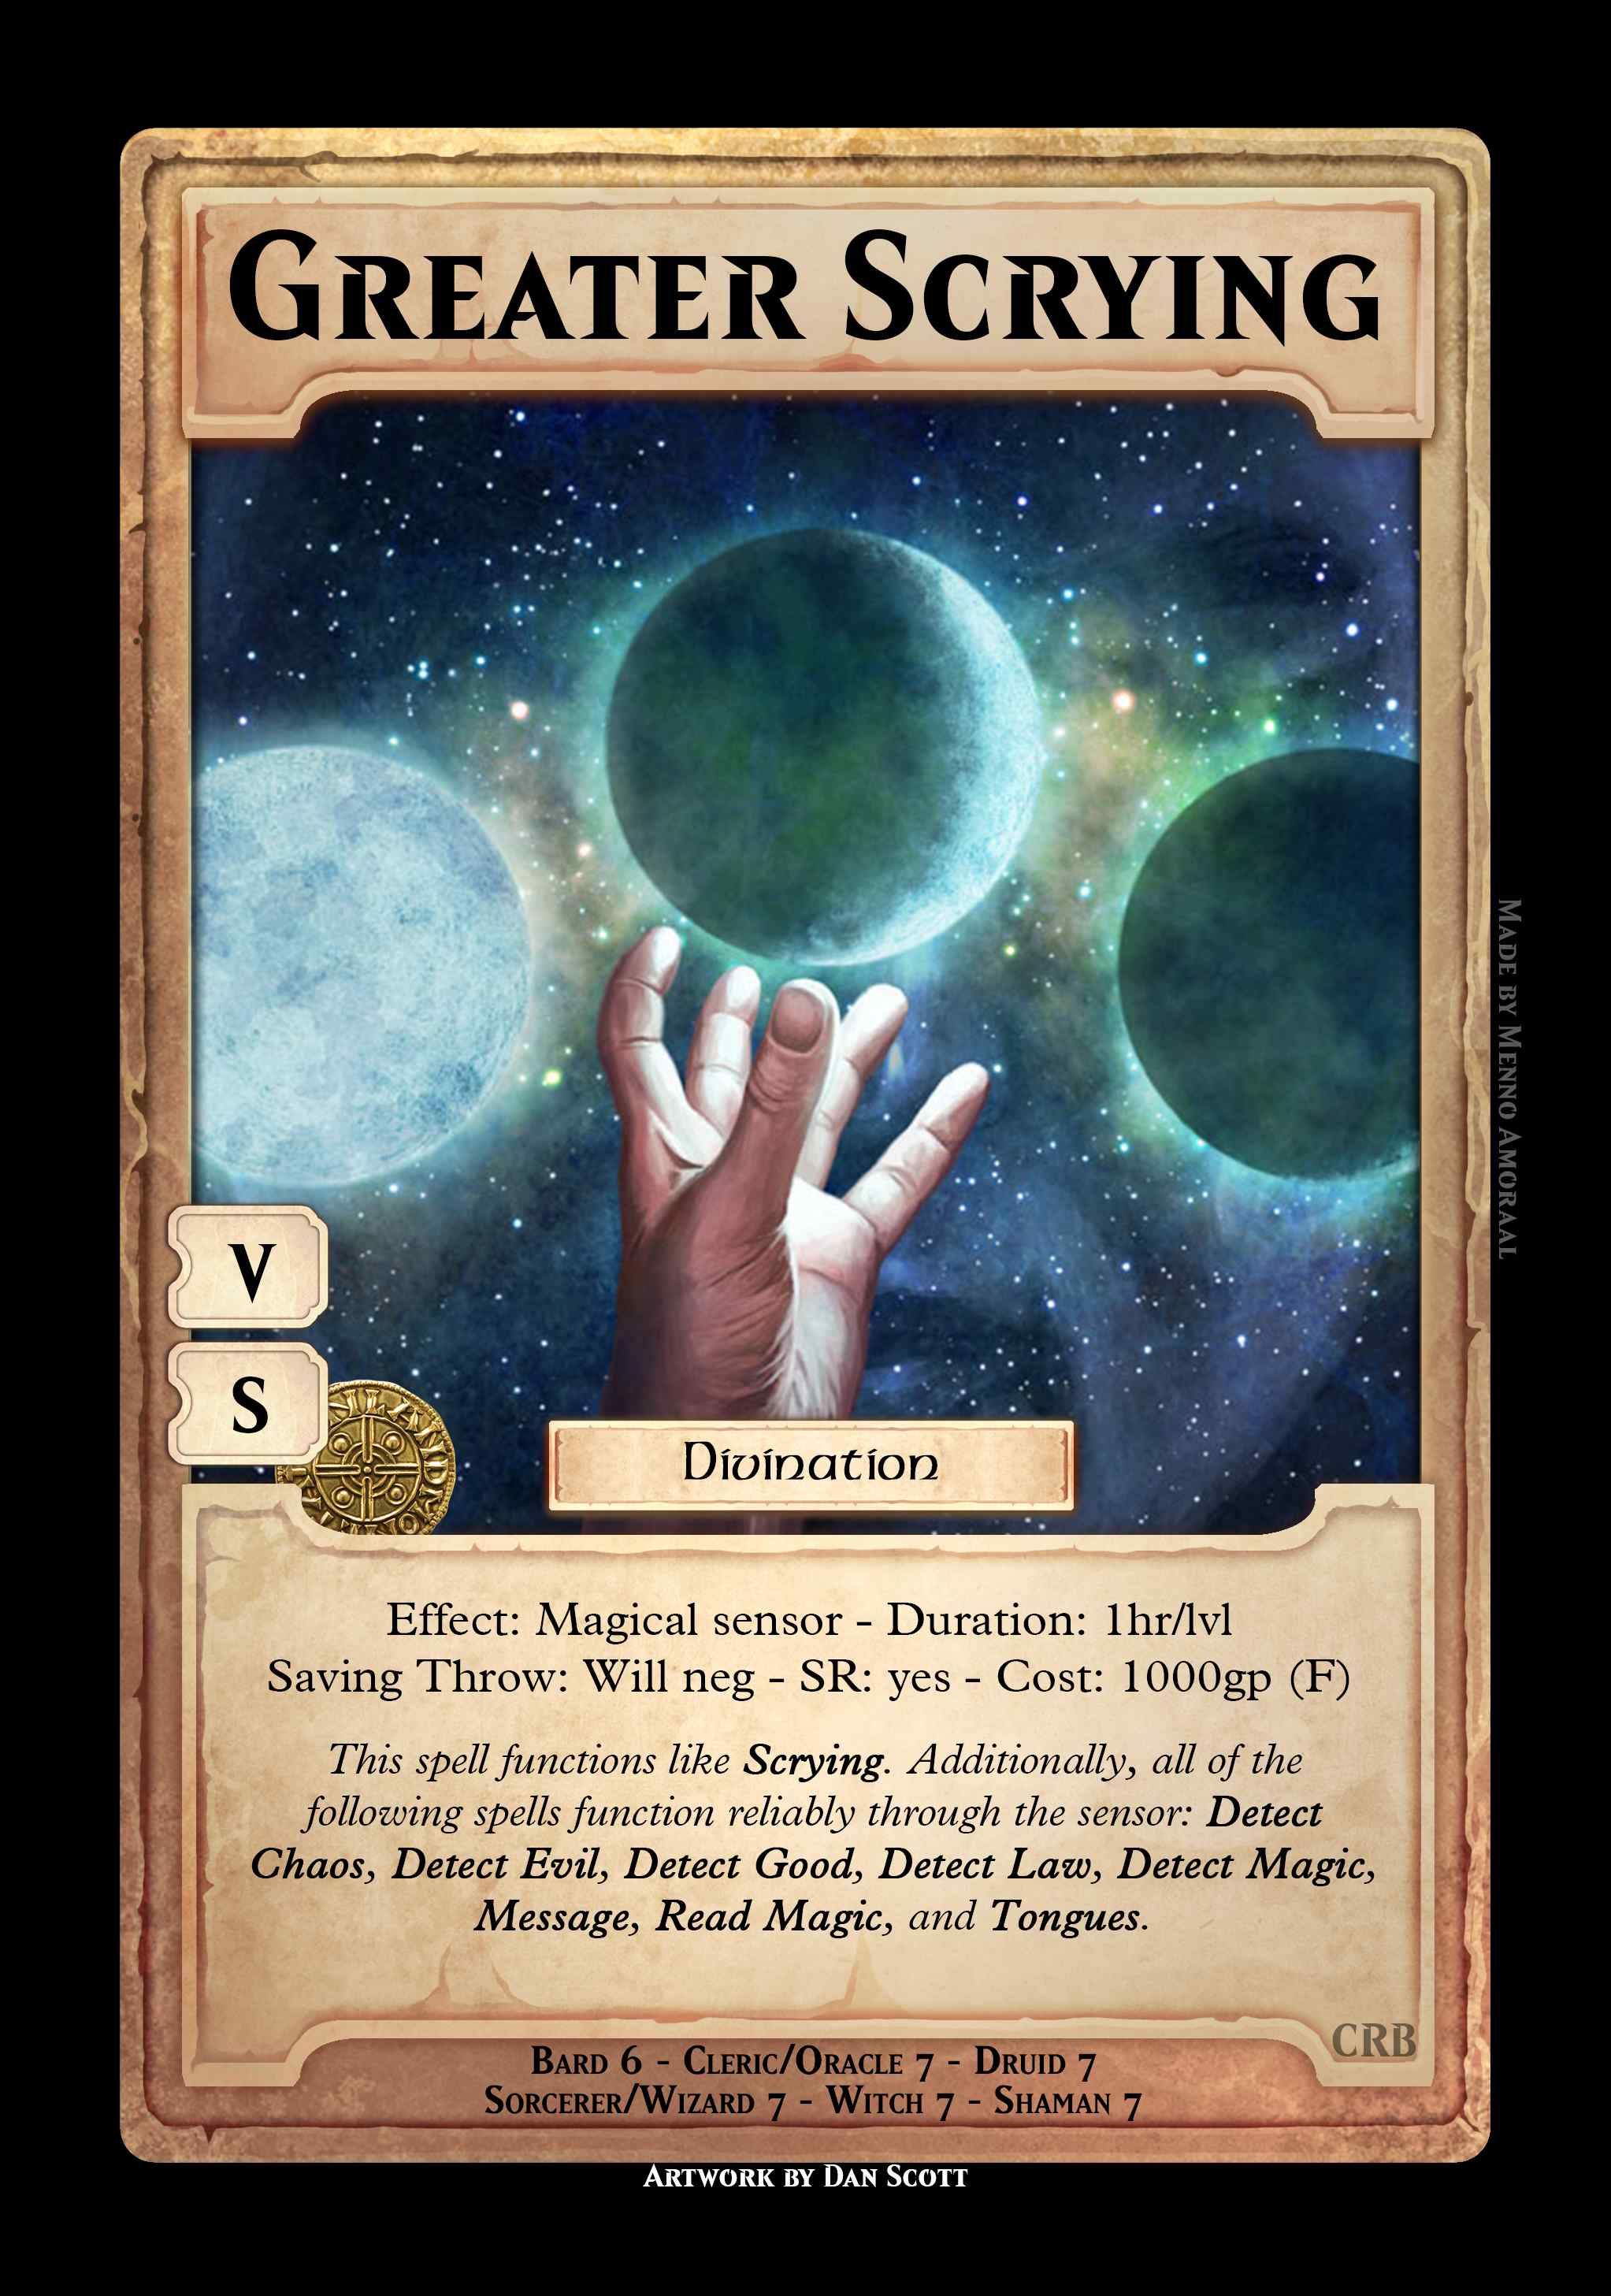 Greater Scrying
V
S
Divination
Effect: Magical sensor - Duration: 1hr/lvl
Saving Throw: Will neg - SR: yes - Cost: 1000gp (F)
This spell functions like Scrying. Additionally, all of the
following spells function reliably through the sensor: Detect
Chaos, Detect Evil, Detect Good, Detect Law, Detect Magic,
Message, Read Magic, and Tongues.
CRB
Bard 6 - Cleric/Oracle 7 - Druid 7
Sorcerer/Wizard 7 - Witch 7 - Shaman 7
Artwork by Dan Scott
Made by Menno Amoraal